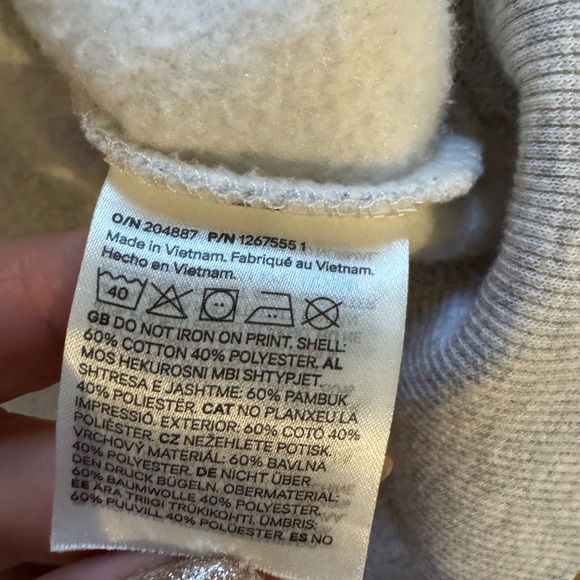 O/N 204887 P/N 1267555 1
Made in Vietnam. Fabriqué au Vietnam.
Hecho en Vietnam.
40
GB DO NOT IRON ON PRINT. SHELL:
60% COTTON 40% POLYESTER. AL
MOS HEKUROSNI MBI SHTYPJET.
SHTRESA E JASHTME: 60% PAMBUK
40% POLIESTER. CAT NO PLANXEU LA
IMPRESSIÓ. EXTERIOR: 60% COTÓ 40%
POLIÈSTER. CZ NEŽEHLETE POTISK.
VRCHOVÝ MATERIÁL: 60% BAVLNA
40% POLYESTER. DE NICHT ÜBER
DEN DRUCK BÜGELN. OBERMATERIAL:
60% BAUMWOLLE 40% POLYESTER.
EE ÄRA TRIIGI TRÜKIKOHTI. ÜMBRIS:
60% PUUVILL 40% POLÜESTER. ES NO